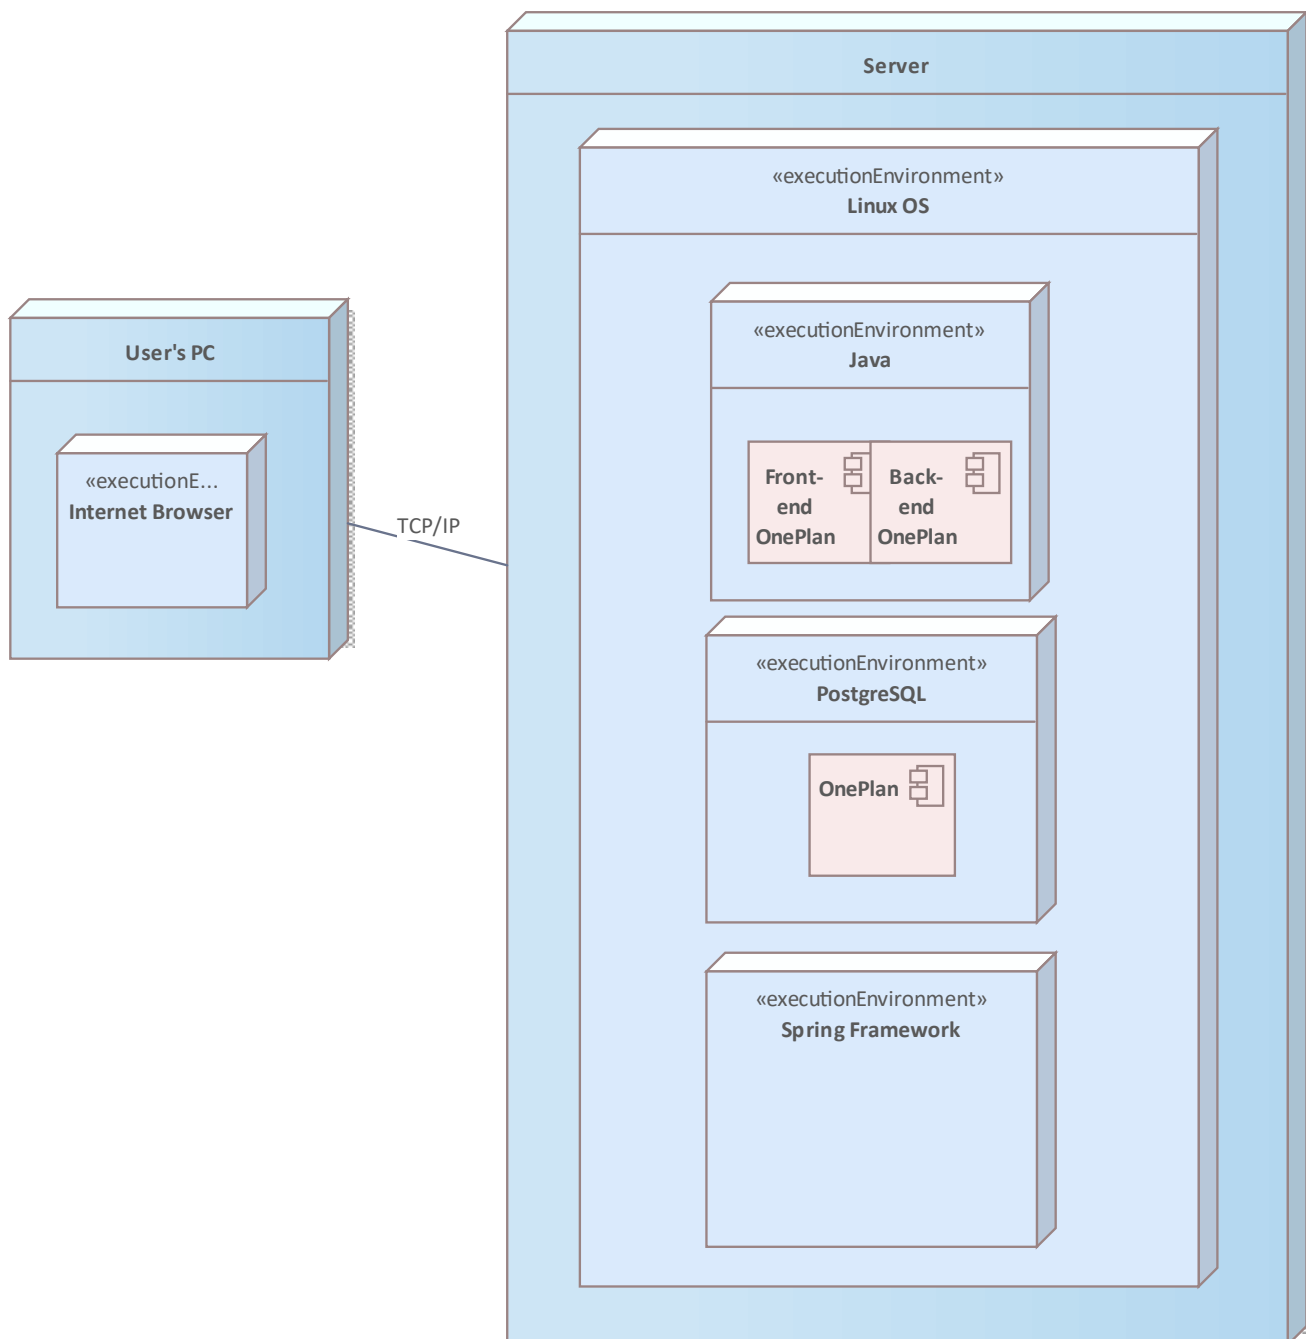 Server
«executionEnvironment»
Linux OS
«executionEnvironment»
Java
Front-
end
OnePlan
Back-
end
OnePlan
User's PC
«executionE...
Internet Browser
TCP/IP
«executionEnvironment»
PostgreSQL
OnePlan
«executionEnvironment»
Spring Framework